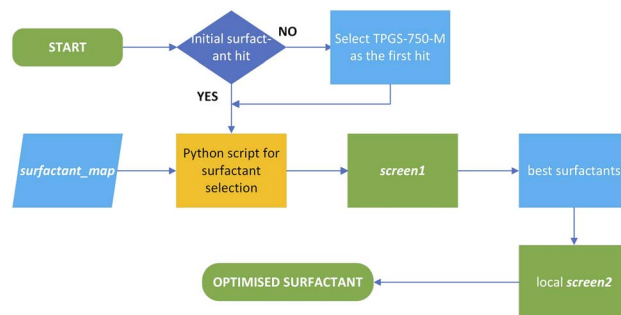 START
Initial surfact-
ant hit
NO
Select TPGS-750-M
as the first hit
YES
surfactant_map
Python script for
surfactant
selection
screen1
best surfactants
local screen2
OPTIMISED SURFACTANT